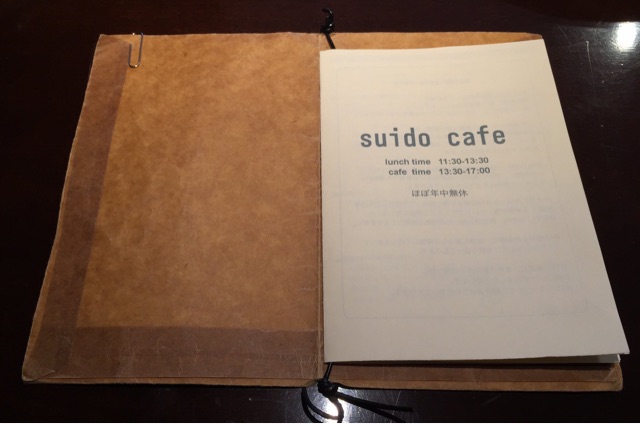 suido cafe
lunch time 11:30-13:30
cafe time 13:30-17:00
ほぼ年中無休